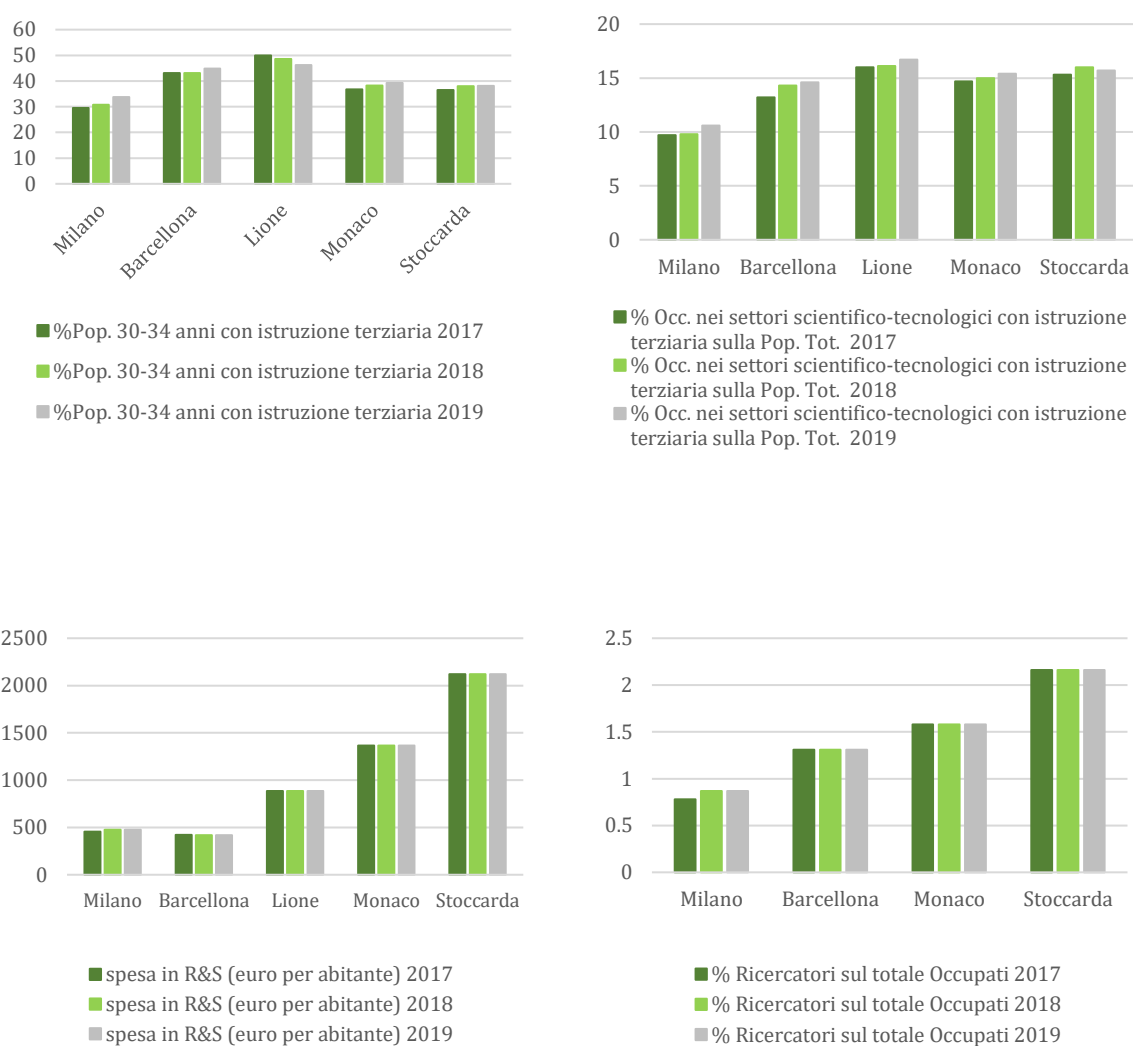 60
50
40
30
20
10
0
Milano
Barcellona
Lione
Monaco
Stoccarda
■ %Pop. 30-34 anni con istruzione terziaria 2017
■ %Pop. 30-34 anni con istruzione terziaria 2018
■ %Pop. 30-34 anni con istruzione terziaria 2019
20
15
10
5
0
Milano Barcellona Lione Monaco Stoccarda
■ % Occ. nei settori scientifico-tecnologici con istruzione
terziaria sulla Pop. Tot. 2017
■ % Occ. nei settori scientifico-tecnologici con istruzione
terziaria sulla Pop. Tot. 2018
■ % Occ. nei settori scientifico-tecnologici con istruzione
terziaria sulla Pop. Tot. 2019
2500
2000
1500
1000
500
0
Milano Barcellona Lione Monaco Stoccarda
■ spesa in R&S (euro per abitante) 2017
■ spesa in R&S (euro per abitante) 2018
■ spesa in R&S (euro per abitante) 2019
2.5
2
1.5
1
0.5
0
Milano Barcellona Monaco Stoccarda
■ % Ricercatori sul totale Occupati 2017
■ % Ricercatori sul totale Occupati 2018
■ % Ricercatori sul totale Occupati 2019